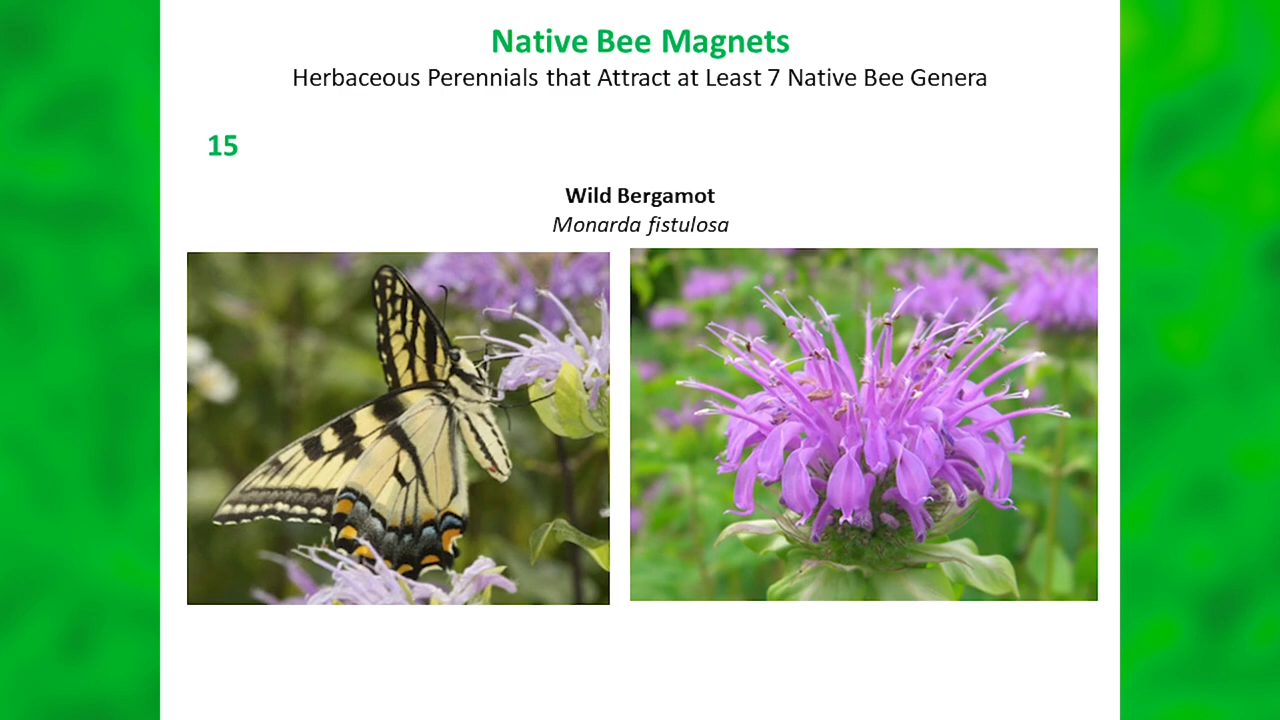 Native Bee Magnets
Herbaceous Perennials that Attract at Least 7 Native Bee Genera
15
Wild Bergamot
Monarda fistulosa